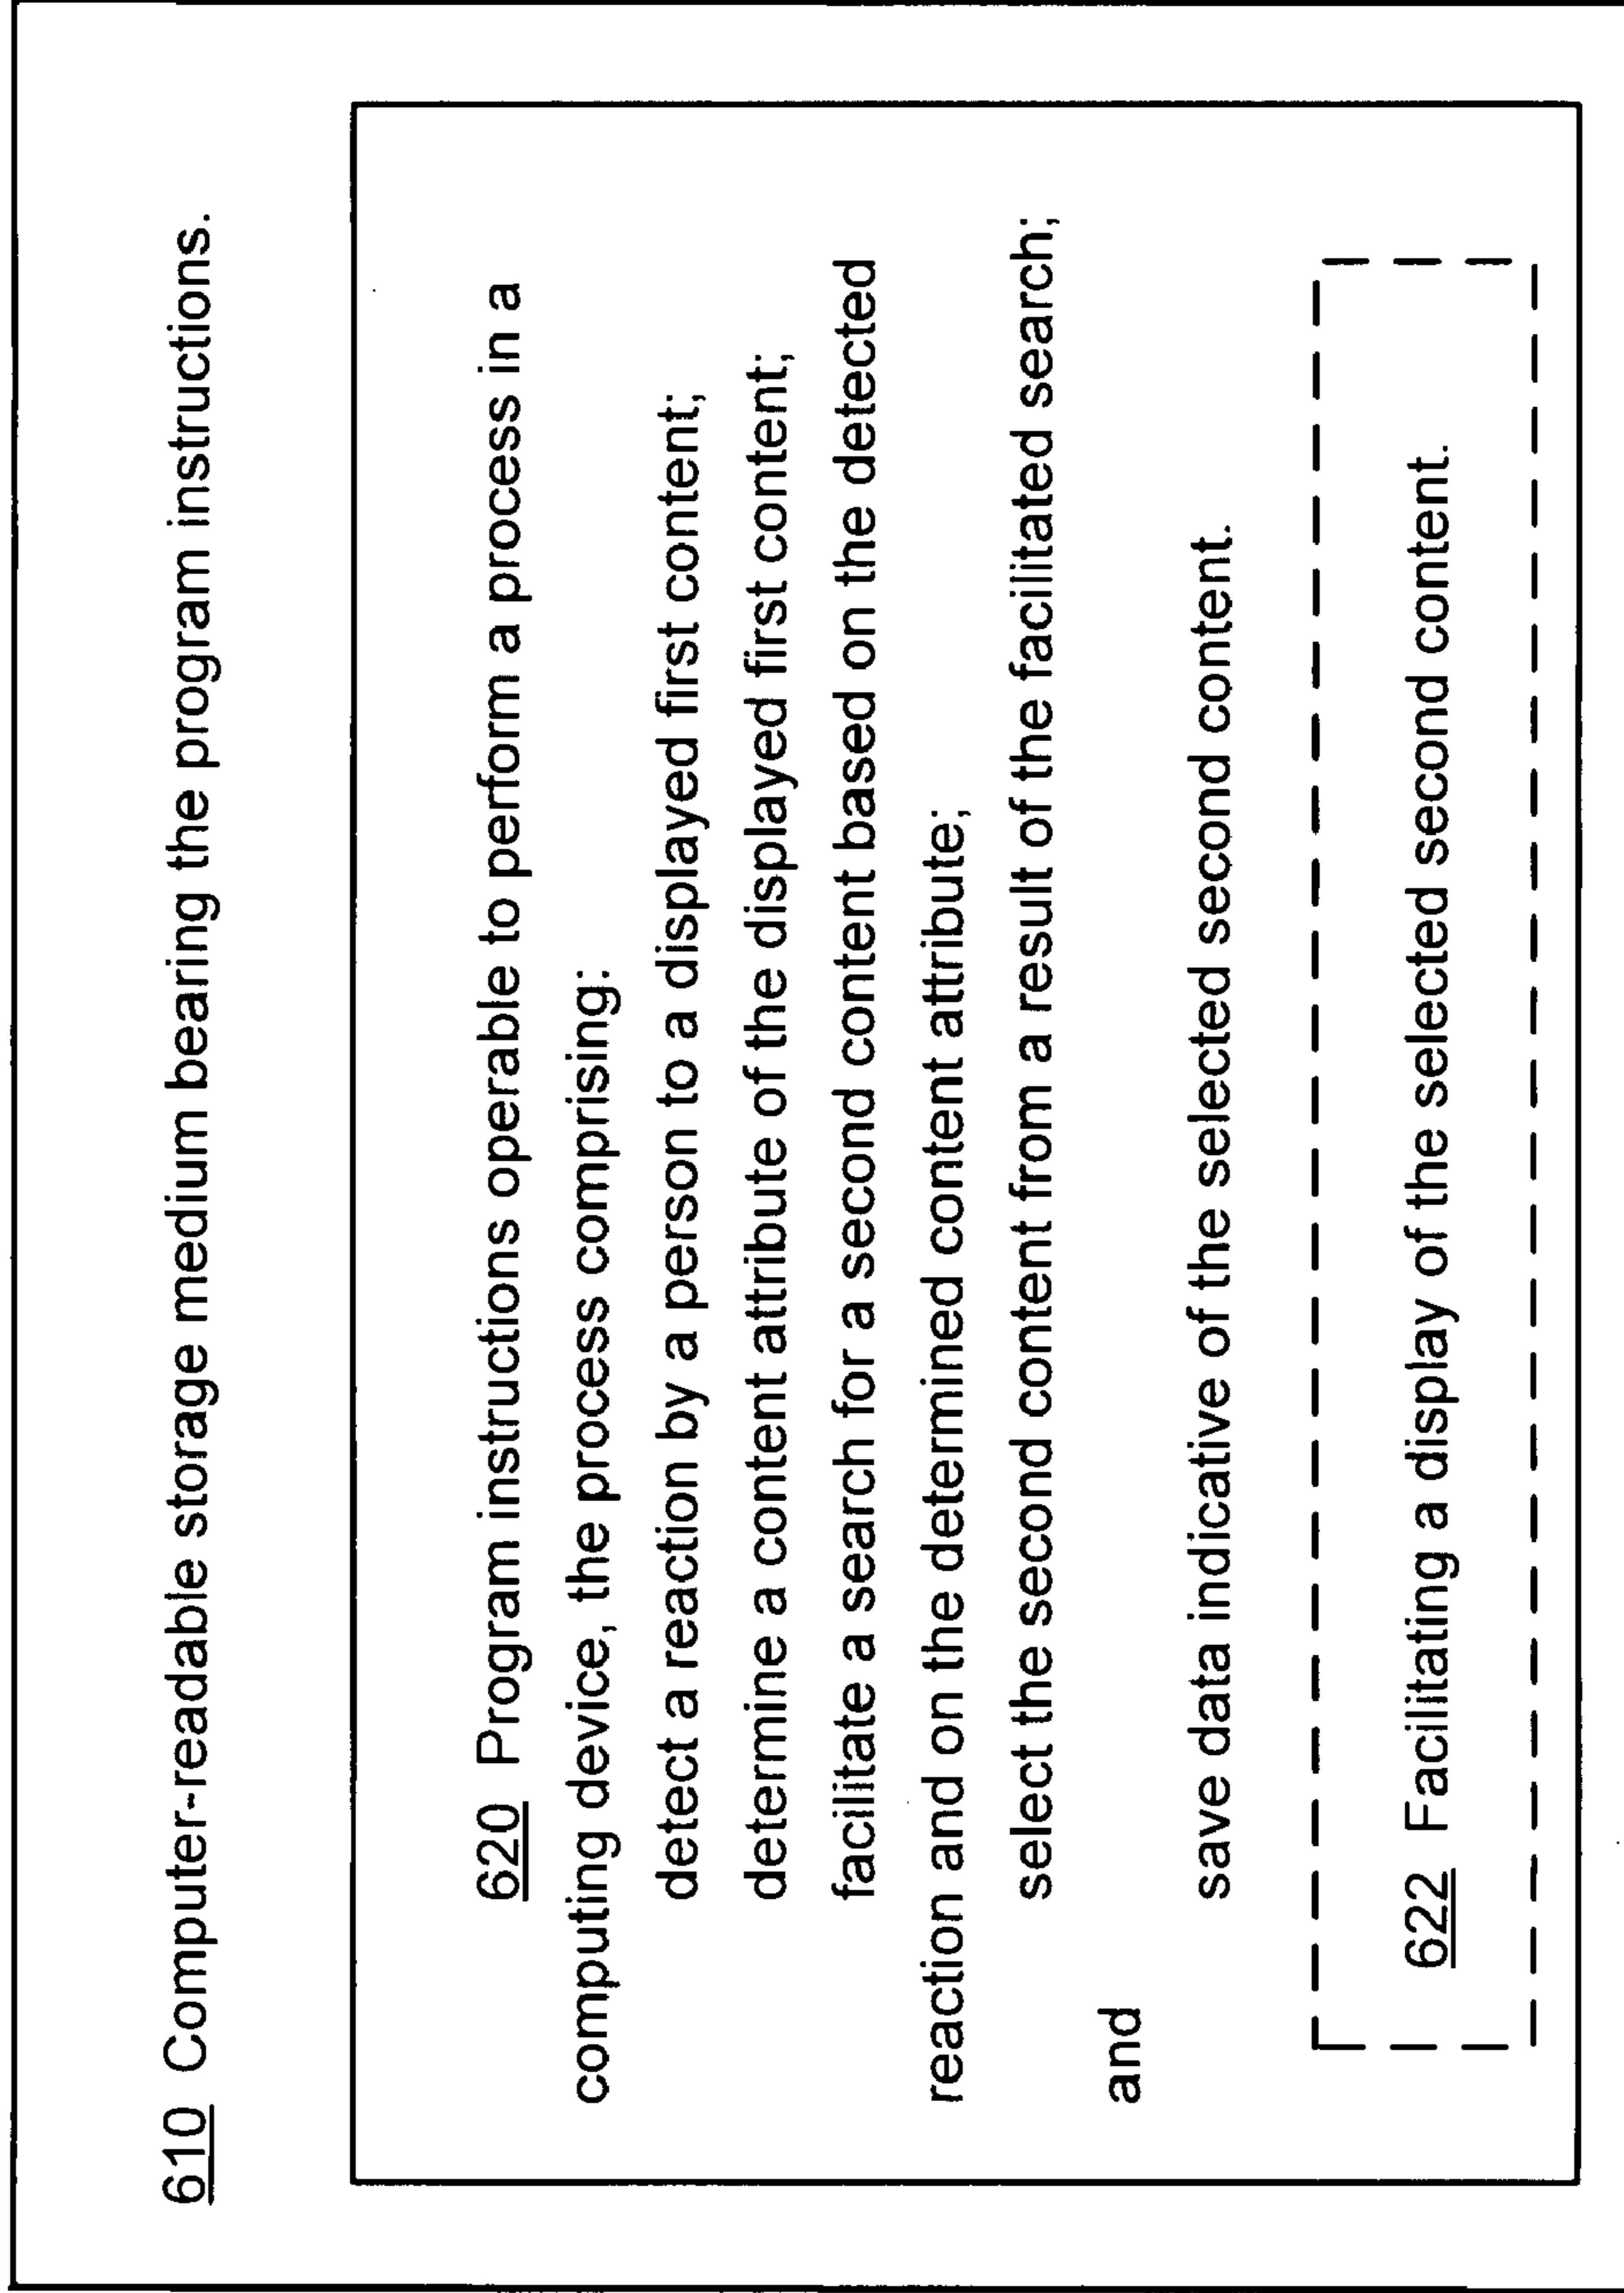 610 Computer-readable storage medium bearing the program instructions.
620 Program instructions operable to perform a process in a
computing device, the process comprising:
detect a reaction by a person to a displayed first content;
determine a content attribute of the displayed first content;
facilitate a search for a second content based on the detected
reaction and on the determined content attribute;
select the second content from a result of the facilitated search;
and
save data indicative of the selected second content.
622 Facilitating a display of the selected second content.